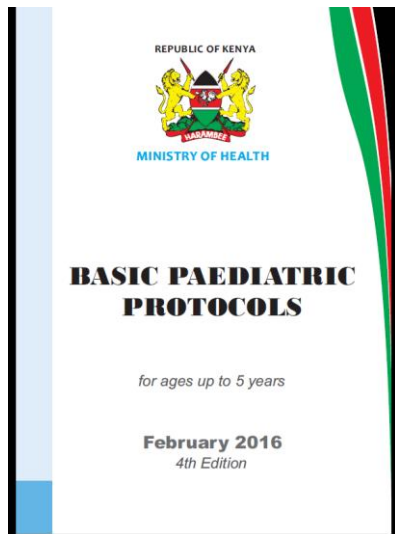 REPUBLIC OF KENYA
HARAMBEE
MINISTRY OF HEALTH
BASIC PAEDIATRIC
PROTOCOLS
for ages up to 5 years
February 2016
4th Edition